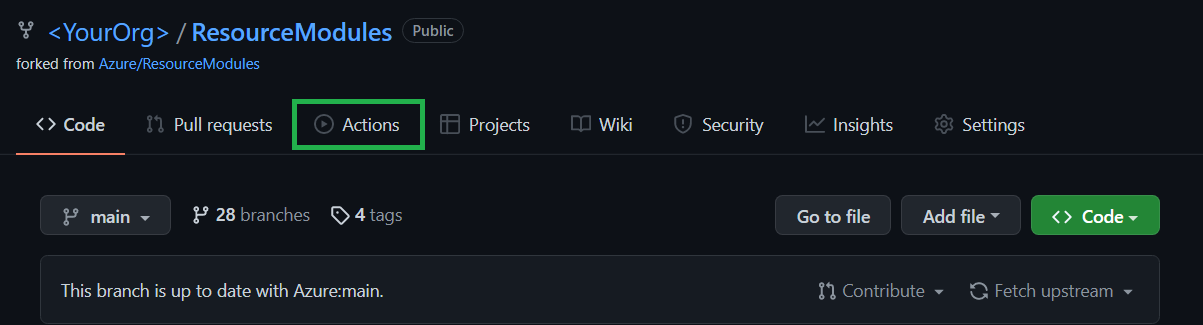 <YourOrg> / ResourceModules Public
forked from Azure/ResourceModules
<> Code Pull requests Actions Projects Wiki Security Insights Settings
main 28 branches 4 tags Go to file Add file <> Code
This branch is up to date with Azure:main. Contribute Fetch upstream